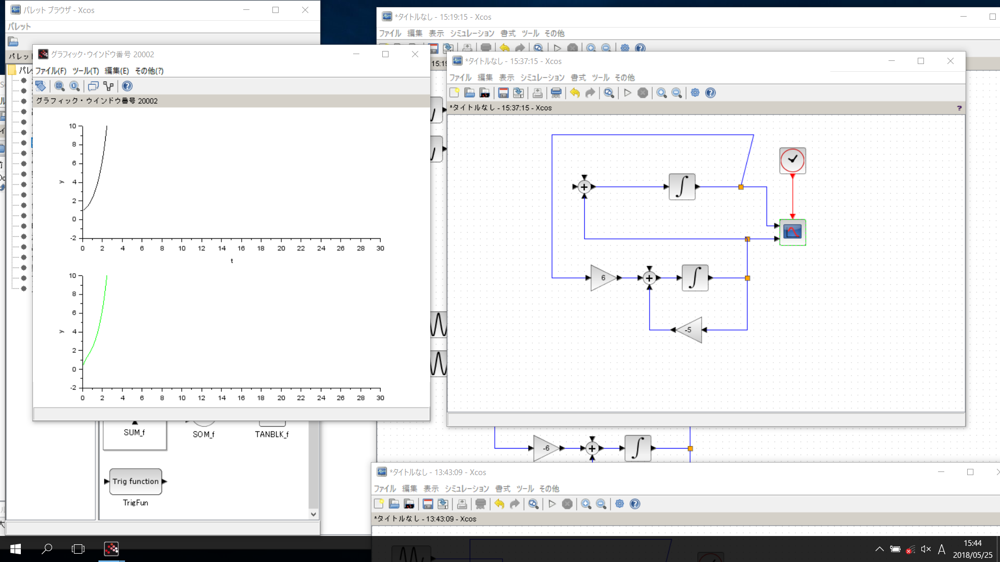 パレット ブラウザ - Xcos
パレット
グラフィック・ウインドウ番号 20002
ファイル(F) ツール(T) 編集(E) その他(?)
グラフィック・ウインドウ番号 20002
10
8
6
4
2
0
-2
y
0 2 4 6 8 10 12 14 16 18 20 22 24 26 28 30
t
10
8
6
4
2
0
-2
y
0 2 4 6 8 10 12 14 16 18 20 22 24 26 28 30
SUM_f
SOM_f
TANBLK_f
Trig function
TrigFun
*タイトルなし - 15:19:15 - Xcos
ファイル 編集 表示 シミュレーション 書式 ツール その他
*タイトルなし - 15:37:15 - Xcos
ファイル 編集 表示 シミュレーション 書式 ツール その他
*タイトルなし - 15:37:15 - Xcos
?
6
-5
-6
*タイトルなし - 13:43:09 - Xcos
ファイル 編集 表示 シミュレーション 書式 ツール その他
*タイトルなし - 13:43:09 - Xcos
A
15:44
2018/05/25